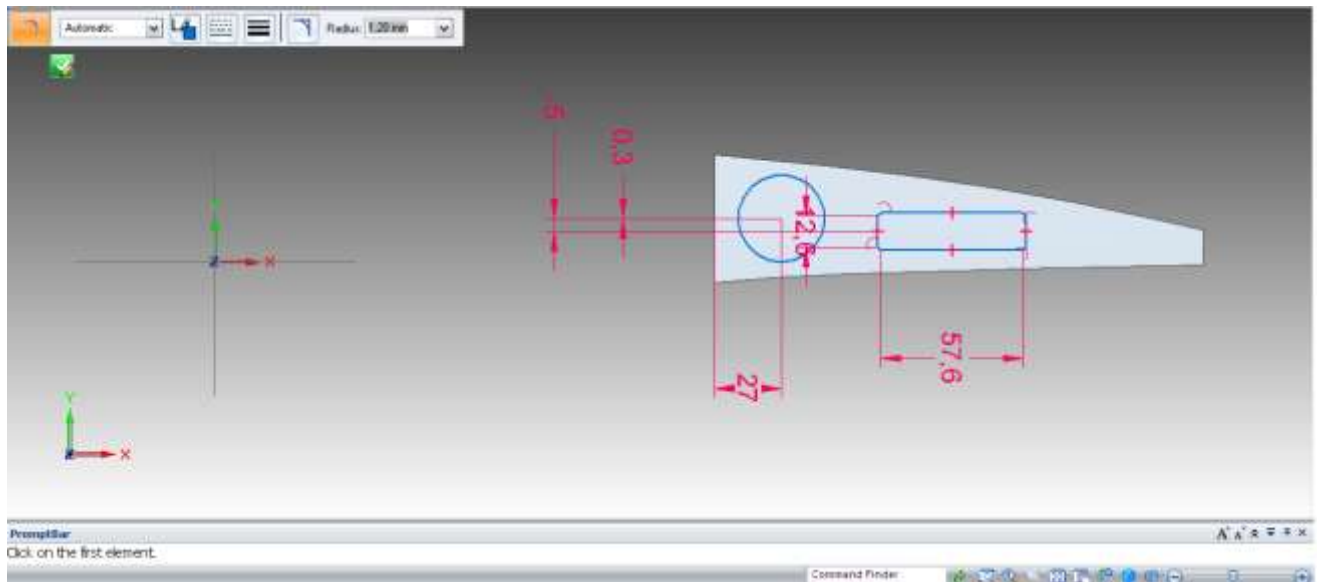 Automatic Radius: 1.20 mm
0,3
12,6
57,6
27
Y
X
Z
Y
X
PromptBar
Click on the first element.
Command Finder